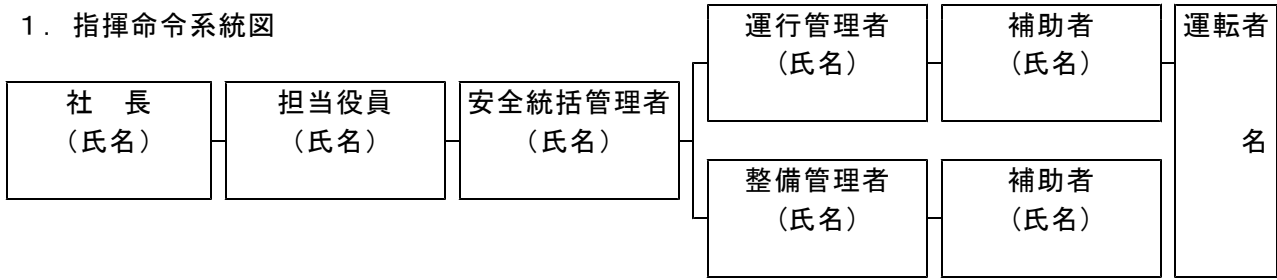 １．指揮命令系統図
社　長
（氏名）
担当役員
（氏名）
安全統括管理者
（氏名）
運行管理者
（氏名）
補助者
（氏名）
整備管理者
（氏名）
補助者
（氏名）
運転者
名